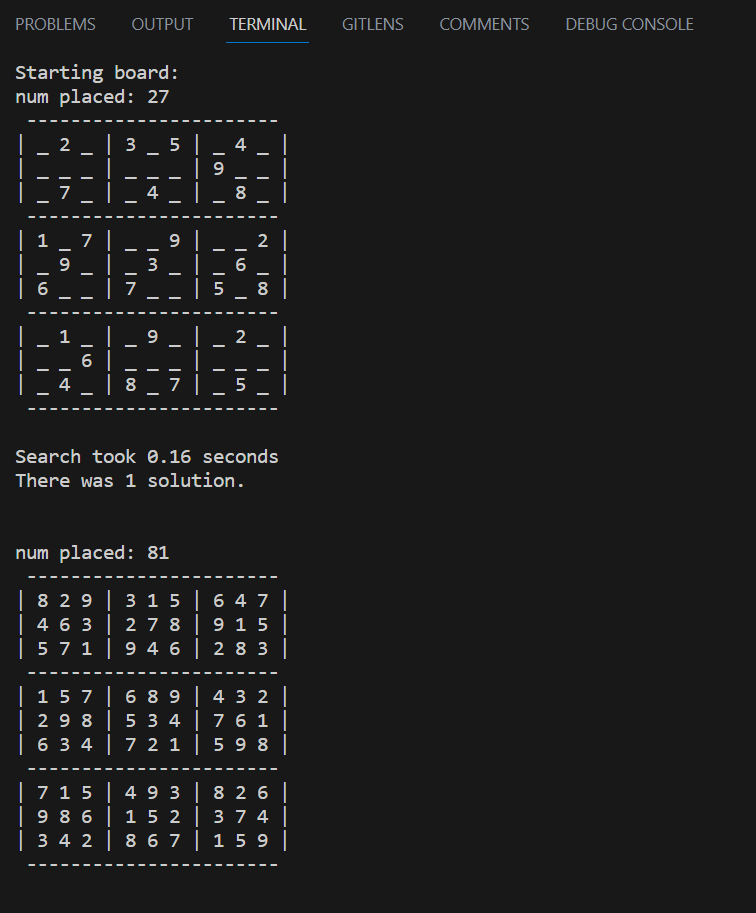 PROBLEMS OUTPUT TERMINAL GITLENS COMMENTS DEBUG CONSOLE
Starting board:
num placed: 27
 -----------------------
| _ 2 _ | 3 _ 5 | _ 4 _ |
| _ _ _ | _ _ _ | 9 _ _ |
| _ 7 _ | _ 4 _ | _ 8 _ |
 -----------------------
| 1 _ 7 | _ _ 9 | _ _ 2 |
| _ 9 _ | _ 3 _ | _ 6 _ |
| 6 _ _ | 7 _ _ | 5 _ 8 |
 -----------------------
| _ 1 _ | _ 9 _ | _ 2 _ |
| _ _ 6 | _ _ _ | _ _ _ |
| _ 4 _ | 8 _ 7 | _ 5 _ |
 -----------------------
Search took 0.16 seconds
There was 1 solution.
num placed: 81
 -----------------------
| 8 2 9 | 3 1 5 | 6 4 7 |
| 4 6 3 | 2 7 8 | 9 1 5 |
| 5 7 1 | 9 4 6 | 2 8 3 |
 -----------------------
| 1 5 7 | 6 8 9 | 4 3 2 |
| 2 9 8 | 5 3 4 | 7 6 1 |
| 6 3 4 | 7 2 1 | 5 9 8 |
 -----------------------
| 7 1 5 | 4 9 3 | 8 2 6 |
| 9 8 6 | 1 5 2 | 3 7 4 |
| 3 4 2 | 8 6 7 | 1 5 9 |
 -----------------------